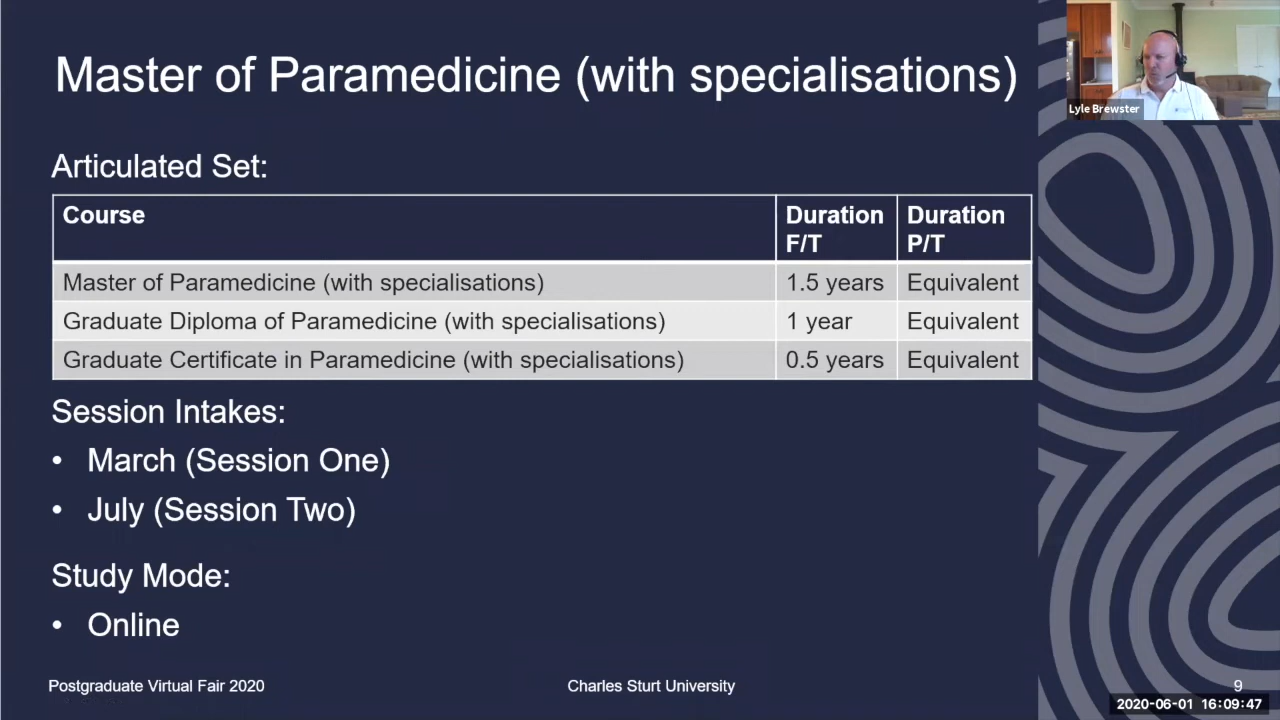 Master of Paramedicine (with specialisations)
Lyle Brewster
Articulated Set:
Course
Duration F/T
Duration P/T
Master of Paramedicine (with specialisations) 1.5 years Equivalent
Graduate Diploma of Paramedicine (with specialisations) 1 year Equivalent
Graduate Certificate in Paramedicine (with specialisations) 0.5 years Equivalent
Session Intakes:
• March (Session One)
• July (Session Two)
Study Mode:
• Online
Postgraduate Virtual Fair 2020 Charles Sturt University 9
2020-06-01 16:09:47